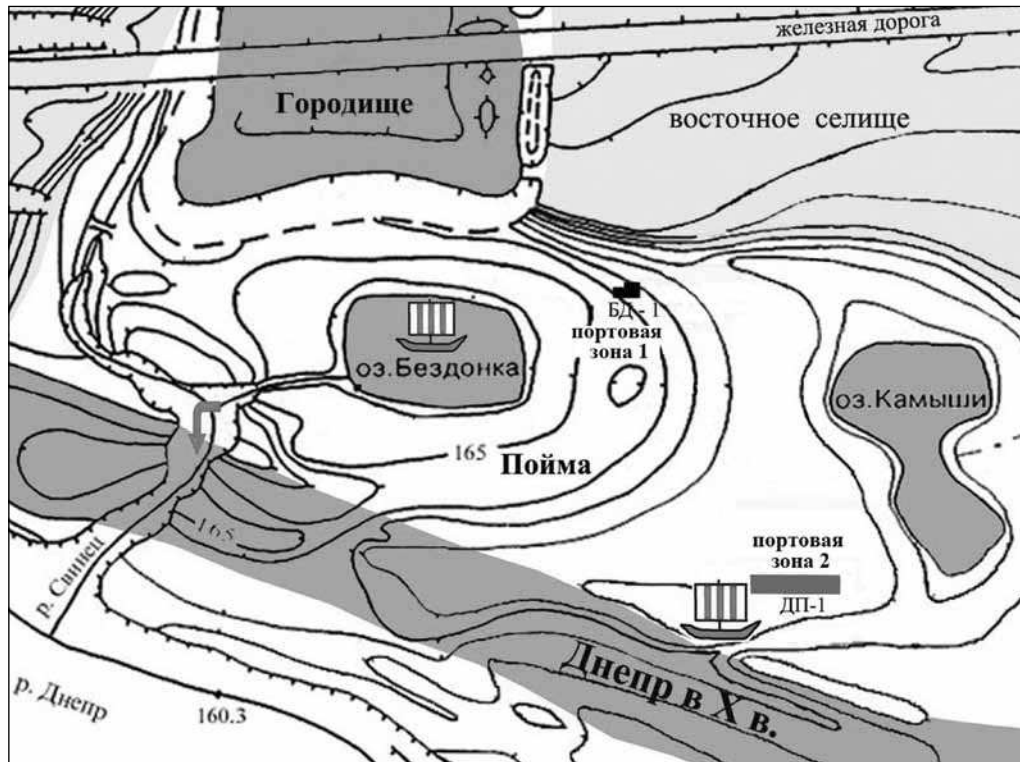 железная дорога
Городище
восточное селище
БД - 1
портовая
зона 1
оз.Бездонка
оз.Камыши
165
Пойма
165
портовая
зона 2
ДП-1
р. Свинец
Днепр в X в.
р. Днепр
160.3